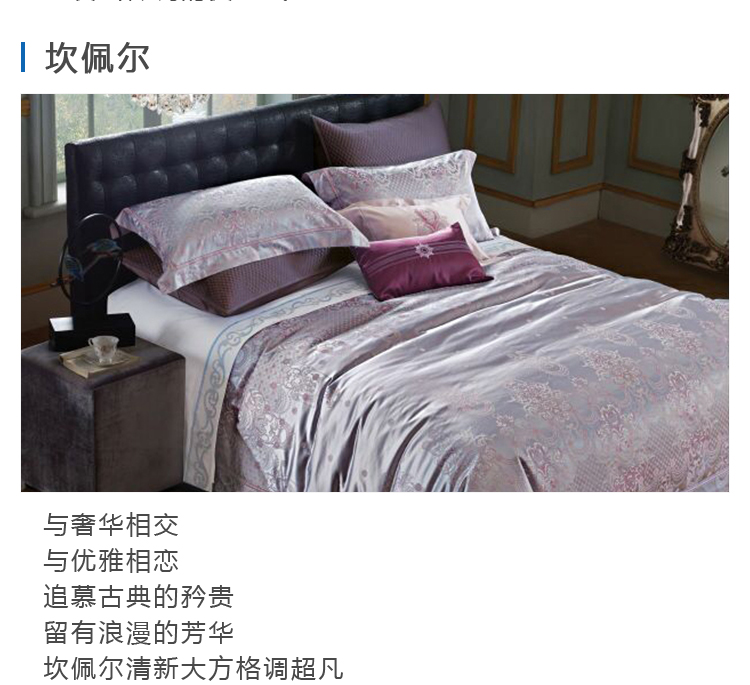 坎佩尔
与奢华相交
与优雅相恋
追慕古典的矜贵
留有浪漫的芳华
坎佩尔清新大方格调超凡